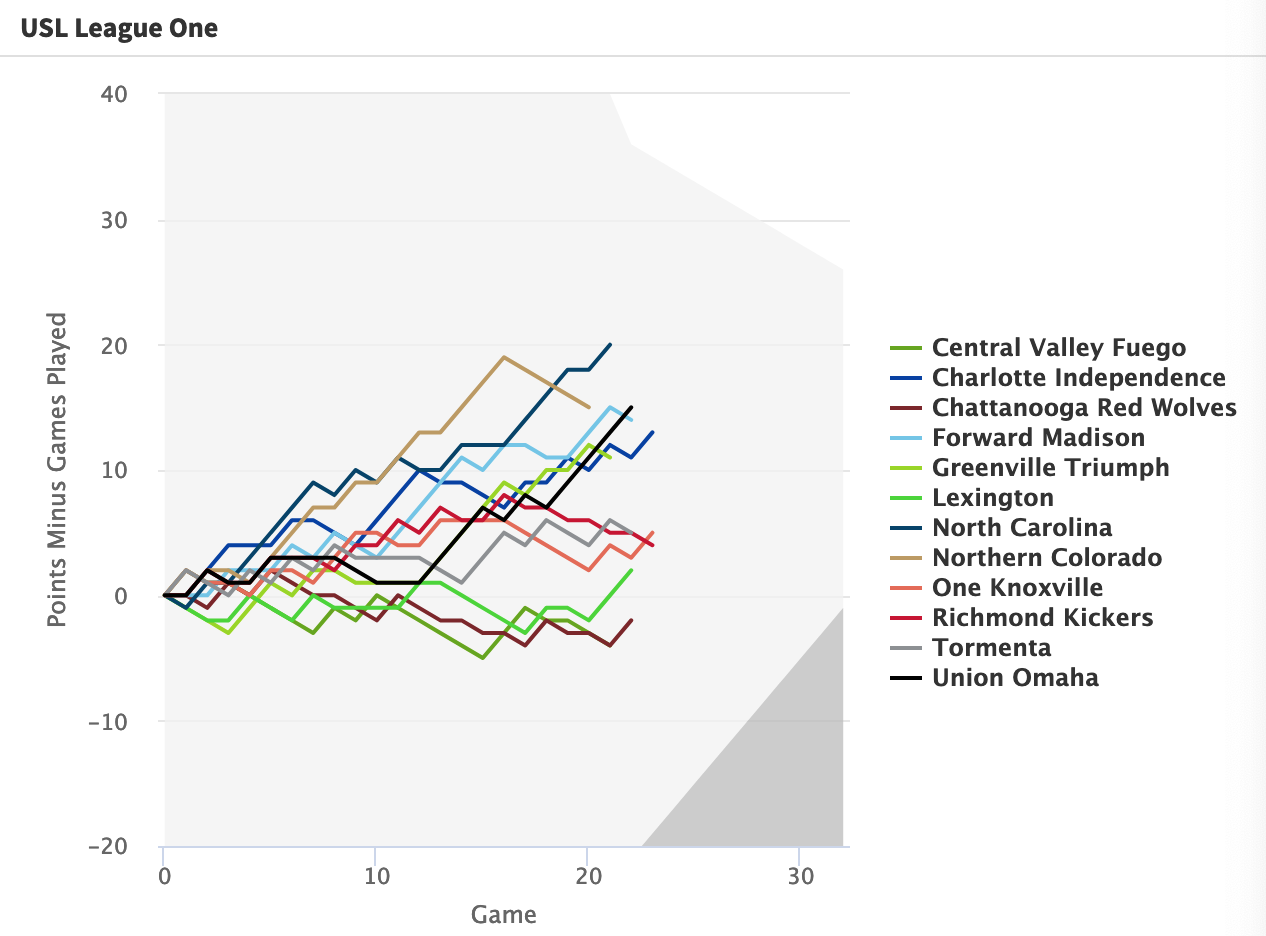 USL League One
40
30
20
10
0
−10
−20
Points Minus Games Played
0
10
20
30
Game
Central Valley Fuego
Charlotte Independence
Chattanooga Red Wolves
Forward Madison
Greenville Triumph
Lexington
North Carolina
Northern Colorado
One Knoxville
Richmond Kickers
Tormenta
Union Omaha